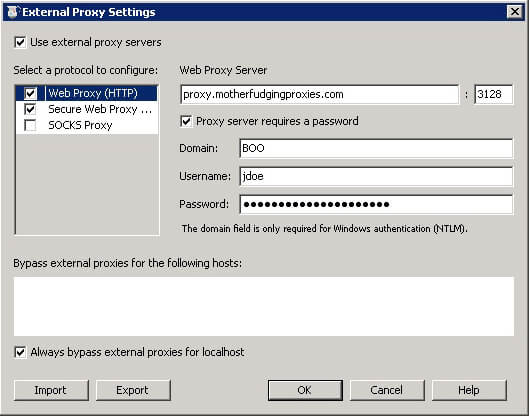 External Proxy Settings
Use external proxy servers
Select a protocol to configure:
Web Proxy (HTTP)
Secure Web Proxy ...
SOCKS Proxy
Web Proxy Server
proxy.motherfudgingproxies.com : 3128
Proxy server requires a password
Domain: BOO
Username: jdoe
Password: ●●●●●●●●●●●●●●●●●●●●●
The domain field is only required for Windows authentication (NTLM).
Bypass external proxies for the following hosts:
Always bypass external proxies for localhost
Import Export OK Cancel Help